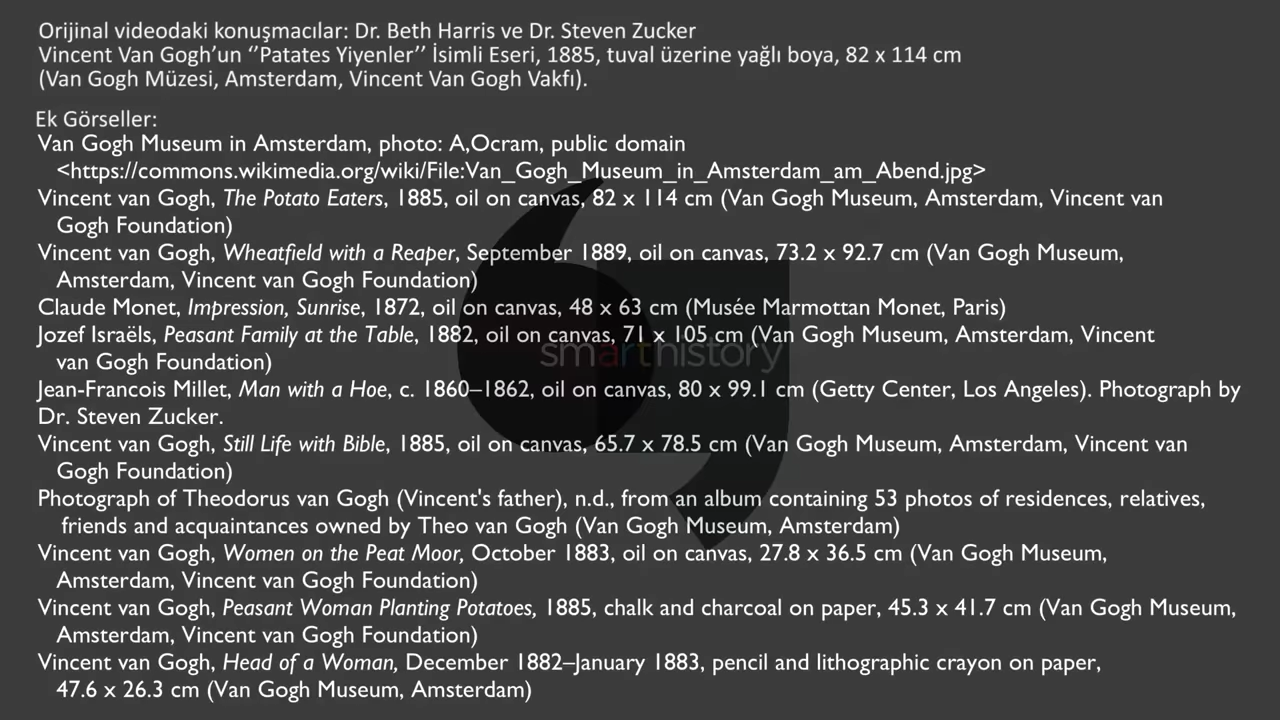 Orijinal videodaki konuşmacılar: Dr. Beth Harris ve Dr. Steven Zucker
Vincent Van Gogh’un ‘’Patates Yiyenler’’ İsimli Eseri, 1885, tuval üzerine yağlı boya, 82 x 114 cm
(Van Gogh Müzesi, Amsterdam, Vincent Van Gogh Vakfı).
Ek Görseller:
Van Gogh Museum in Amsterdam, photo: A,Ocram, public domain
<https://commons.wikimedia.org/wiki/File:Van_Gogh_Museum_in_Amsterdam_am_Abend.jpg>
Vincent van Gogh, The Potato Eaters, 1885, oil on canvas, 82 x 114 cm (Van Gogh Museum, Amsterdam, Vincent van
Gogh Foundation)
Vincent van Gogh, Wheatfield with a Reaper, September 1889, oil on canvas, 73.2 x 92.7 cm (Van Gogh Museum,
Amsterdam, Vincent van Gogh Foundation)
Claude Monet, Impression, Sunrise, 1872, oil on canvas, 48 x 63 cm (Musée Marmottan Monet, Paris)
Jozef Israëls, Peasant Family at the Table, 1882, oil on canvas, 71 x 105 cm (Van Gogh Museum, Amsterdam, Vincent
van Gogh Foundation)
smarthistory
Jean-Francois Millet, Man with a Hoe, c. 1860–1862, oil on canvas, 80 x 99.1 cm (Getty Center, Los Angeles). Photograph by
Dr. Steven Zucker.
Vincent van Gogh, Still Life with Bible, 1885, oil on canvas, 65.7 x 78.5 cm (Van Gogh Museum, Amsterdam, Vincent van
Gogh Foundation)
Photograph of Theodorus van Gogh (Vincent's father), n.d., from an album containing 53 photos of residences, relatives,
friends and acquaintances owned by Theo van Gogh (Van Gogh Museum, Amsterdam)
Vincent van Gogh, Women on the Peat Moor, October 1883, oil on canvas, 27.8 x 36.5 cm (Van Gogh Museum,
Amsterdam, Vincent van Gogh Foundation)
Vincent van Gogh, Peasant Woman Planting Potatoes, 1885, chalk and charcoal on paper, 45.3 x 41.7 cm (Van Gogh Museum,
Amsterdam, Vincent van Gogh Foundation)
Vincent van Gogh, Head of a Woman, December 1882–January 1883, pencil and lithographic crayon on paper,
47.6 x 26.3 cm (Van Gogh Museum, Amsterdam)